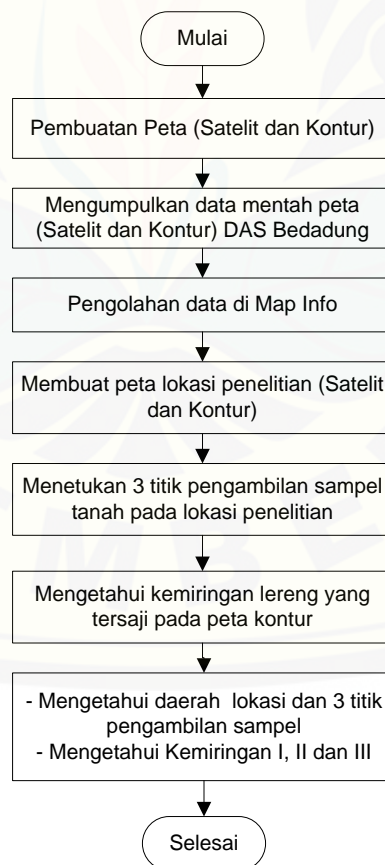 Mulai
Pembuatan Peta (Satelit dan Kontur)
Mengumpulkan data mentah peta
(Satelit dan Kontur) DAS Bedadung
Pengolahan data di Map Info
Membuat peta lokasi penelitian (Satelit
dan Kontur)
Menetukan 3 titik pengambilan sampel
tanah pada lokasi penelitian
Mengetahui kemiringan lereng yang
tersaji pada peta kontur
- Mengetahui daerah lokasi dan 3 titik
pengambilan sampel
- Mengetahui Kemiringan I, II dan III
Selesai